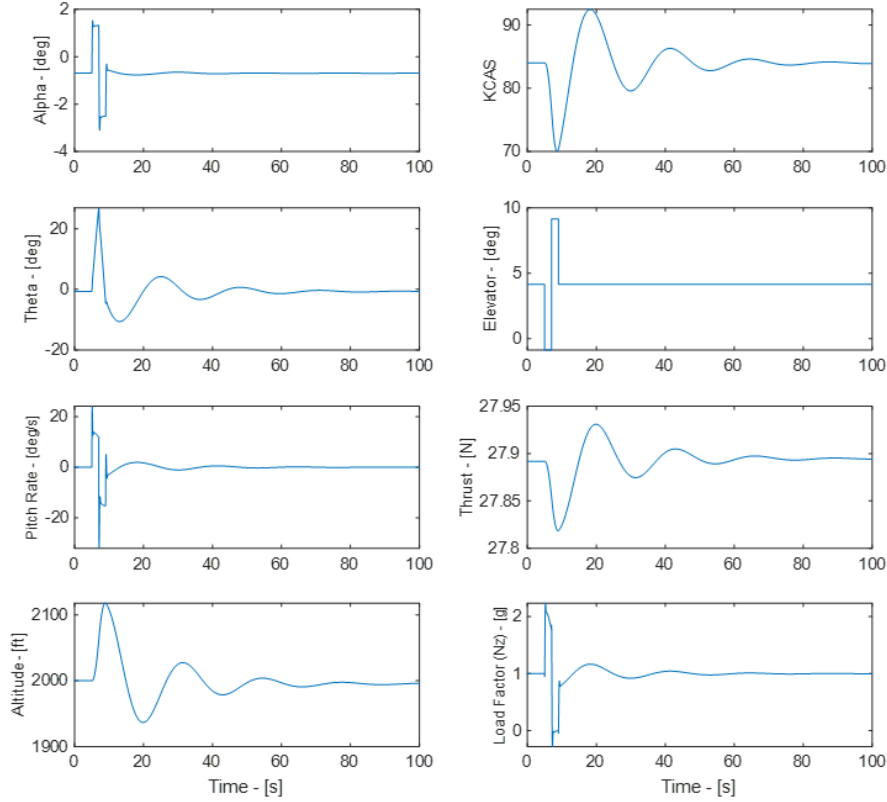 2
0
-2
-4
Alpha - [deg]
0 20 40 60 80 100
90
80
70
KCAS
0 20 40 60 80 100
20
0
-20
Theta - [deg]
0 20 40 60 80 100
10
5
0
Elevator - [deg]
0 20 40 60 80 100
20
0
-20
Pitch Rate - [deg/s]
0 20 40 60 80 100
27.95
27.9
27.85
27.8
Thrust - [N]
0 20 40 60 80 100
2100
2000
1900
Altitude - [ft]
0 20 40 60 80 100
Time - [s]
2
1
0
Load Factor (Nz) - [g]
0 20 40 60 80 100
Time - [s]